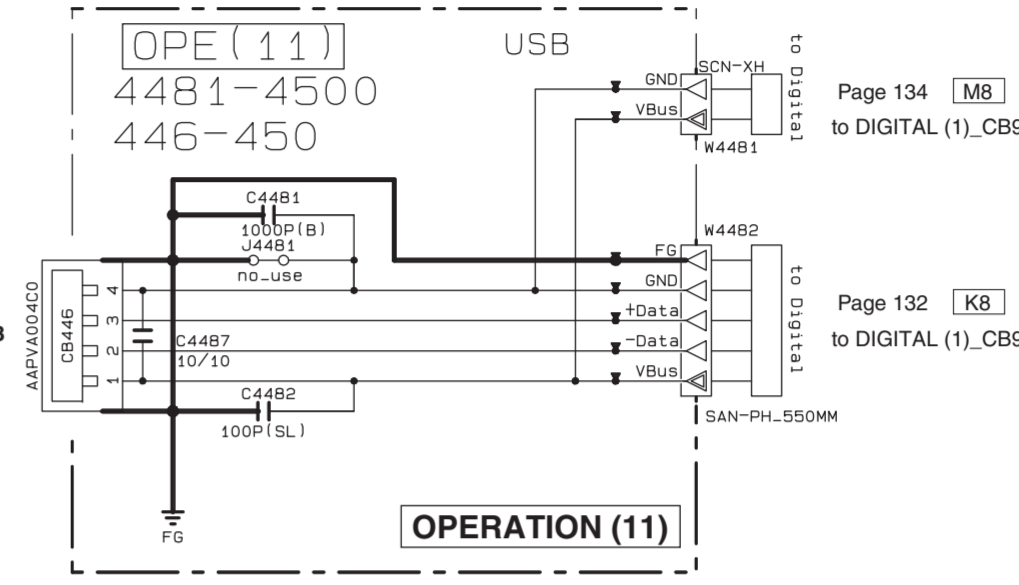 OPE(11)
4481-4500
446-450
USB
SCN-XH
GND
VBus
W4481
to Digital
Page 134 M8
to DIGITAL (1)_CB9
C4481
1000P(B)
J4481
no_use
W4482
FG
GND
+Data
-Data
VBus
to Digital
Page 132 K8
to DIGITAL (1)_CB9
SAN-PH_550MM
AAPVA004C0
CB446
4
3
2
1
C4487
10/10
C4482
100P(SL)
FG
OPERATION (11)